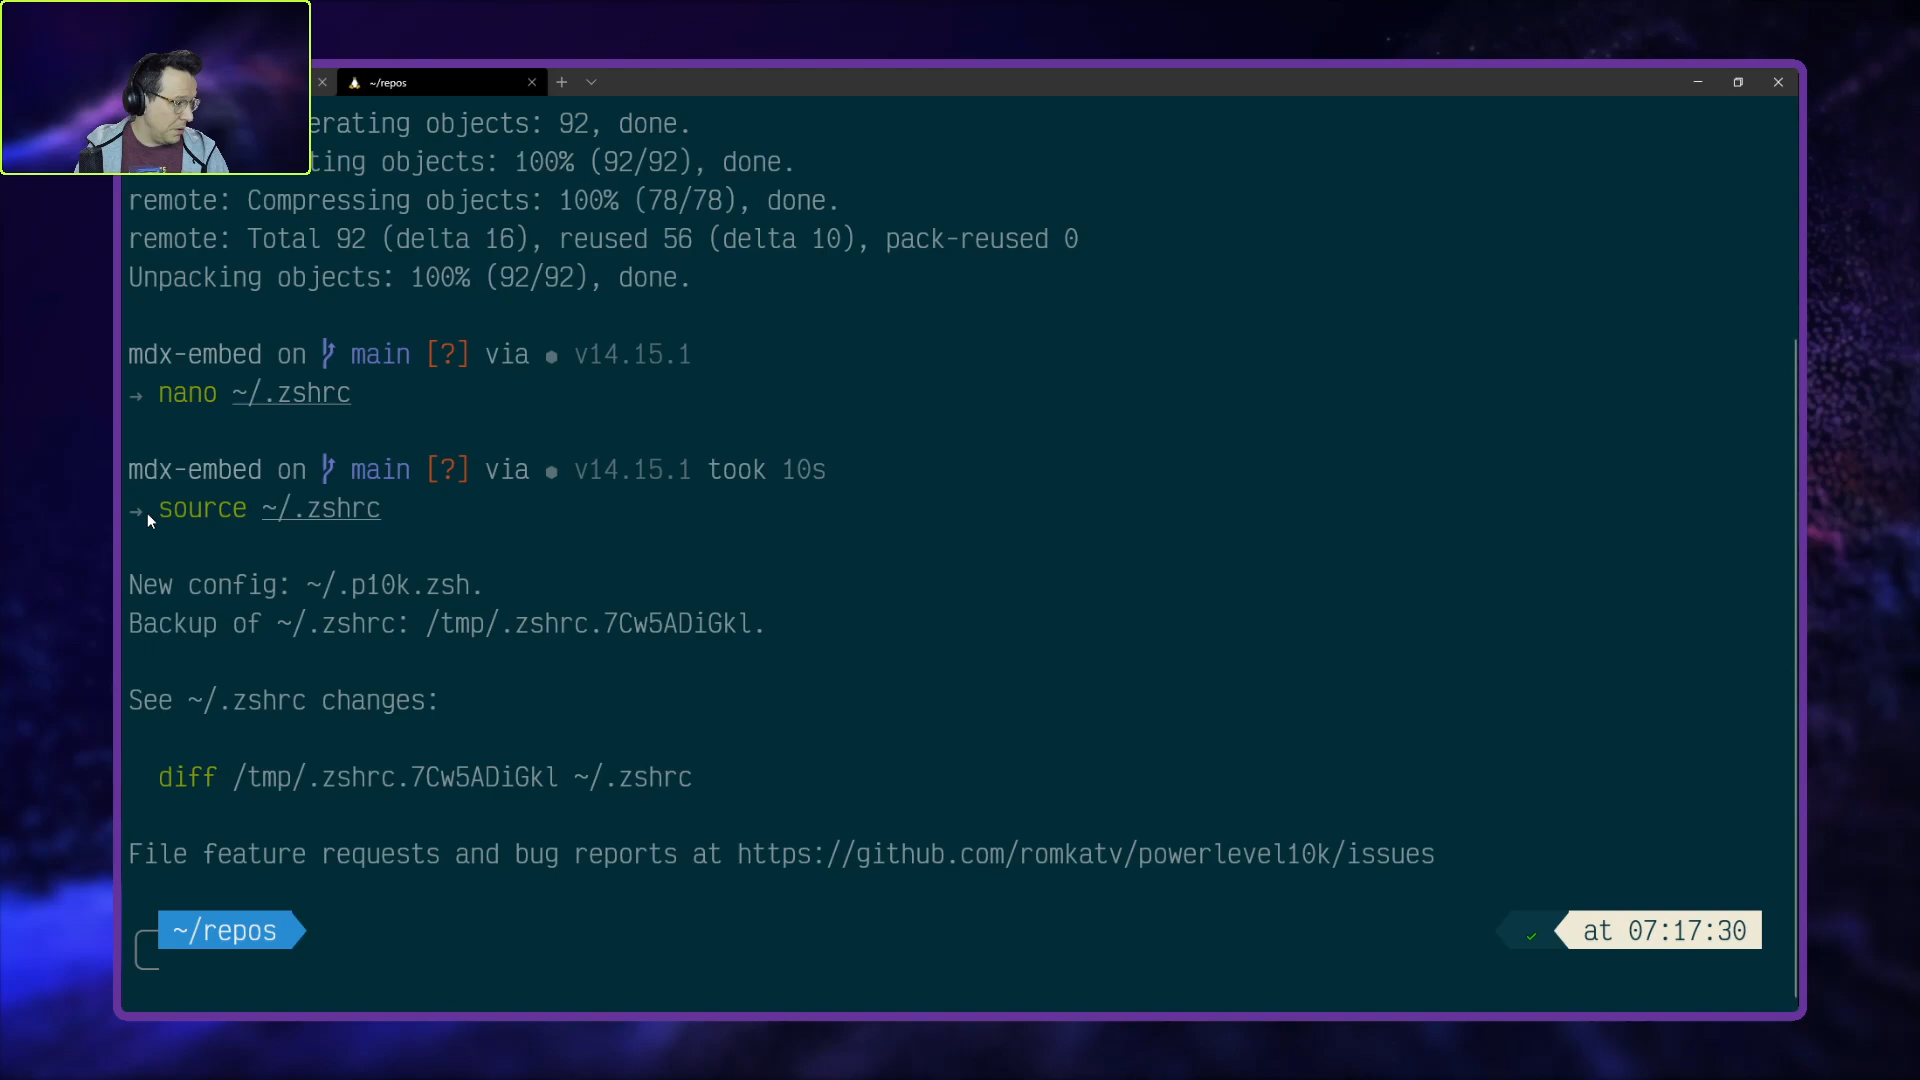 ~/repos
erating objects: 92, done.
ting objects: 100% (92/92), done.
remote: Compressing objects: 100% (78/78), done.
remote: Total 92 (delta 16), reused 56 (delta 10), pack-reused 0
Unpacking objects: 100% (92/92), done.
mdx-embed on main [?] via v14.15.1
→ nano ~/.zshrc
mdx-embed on main [?] via v14.15.1 took 10s
→ source ~/.zshrc
New config: ~/.p10k.zsh.
Backup of ~/.zshrc: /tmp/.zshrc.7Cw5ADiGkl.
See ~/.zshrc changes:
diff /tmp/.zshrc.7Cw5ADiGkl ~/.zshrc
File feature requests and bug reports at https://github.com/romkatv/powerlevel10k/issues
~/repos ✓ at 07:17:30